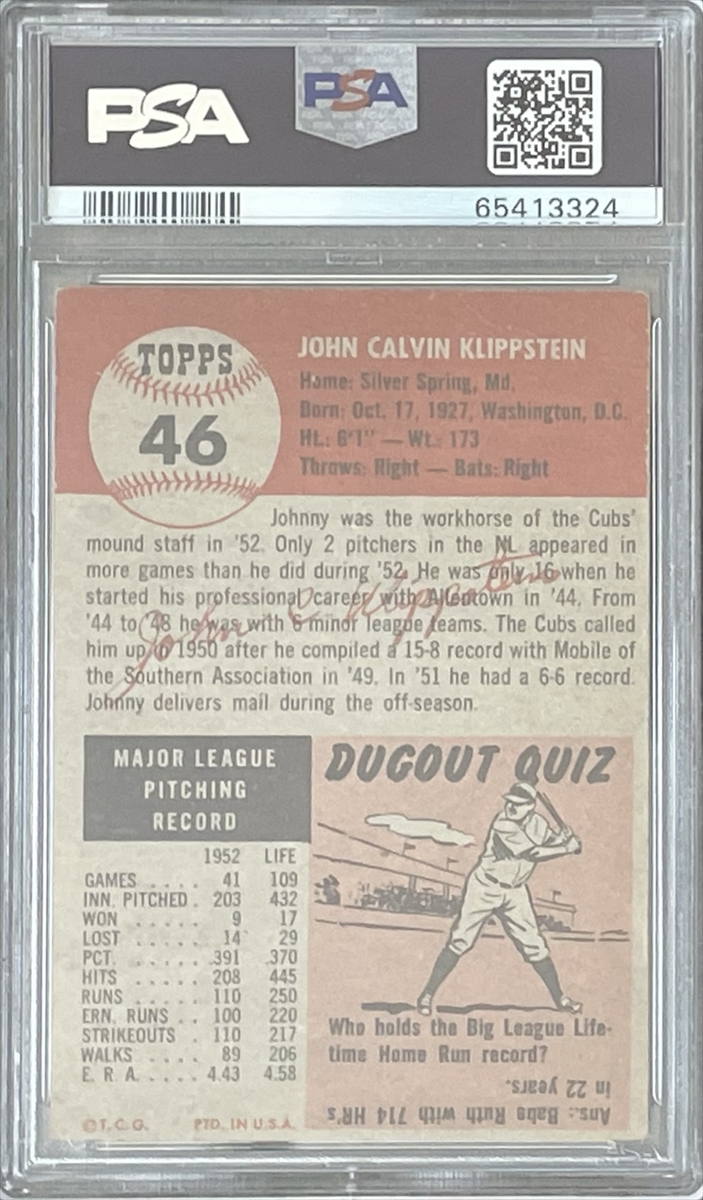 PSA
PSA
65413324
TOPPS
46
JOHN CALVIN KLIPPSTEIN
Home: Silver Spring, Md.
Born: Oct. 17, 1927, Washington, D.C.
Ht.: 6'1" — Wt.: 173
Throws: Right — Bats: Right
Johnny was the workhorse of the Cubs'
mound staff in '52. Only 2 pitchers in the NL appeared in
more games than he did during '52. He was only 16 when he
started his professional career with Allentown in '44. From
'44 to '48 he was with 6 minor league teams. The Cubs called
him up in 1950 after he compiled a 15-8 record with Mobile of
the Southern Association in '49. In '51 he had a 6-6 record.
Johnny delivers mail during the off-season.
John C Klippstein
MAJOR LEAGUE
PITCHING
RECORD
1952 LIFE
GAMES . . . . 41 109
INN. PITCHED . 203 432
WON . . . . . 9 17
LOST . . . . . 14 29
PCT. . . . . . .391 .370
HITS . . . . . 208 445
RUNS . . . . . 110 250
ERN. RUNS . . 100 220
STRIKEOUTS . 110 217
WALKS . . . . 89 206
E. R. A. . . . . 4.43 4.58
DUGOUT QUIZ
Who holds the Big League Life-
time Home Run record?
Ans.: Babe Ruth with 714 HR's
in 22 years.
© T.C.G. PTD. IN U.S.A.